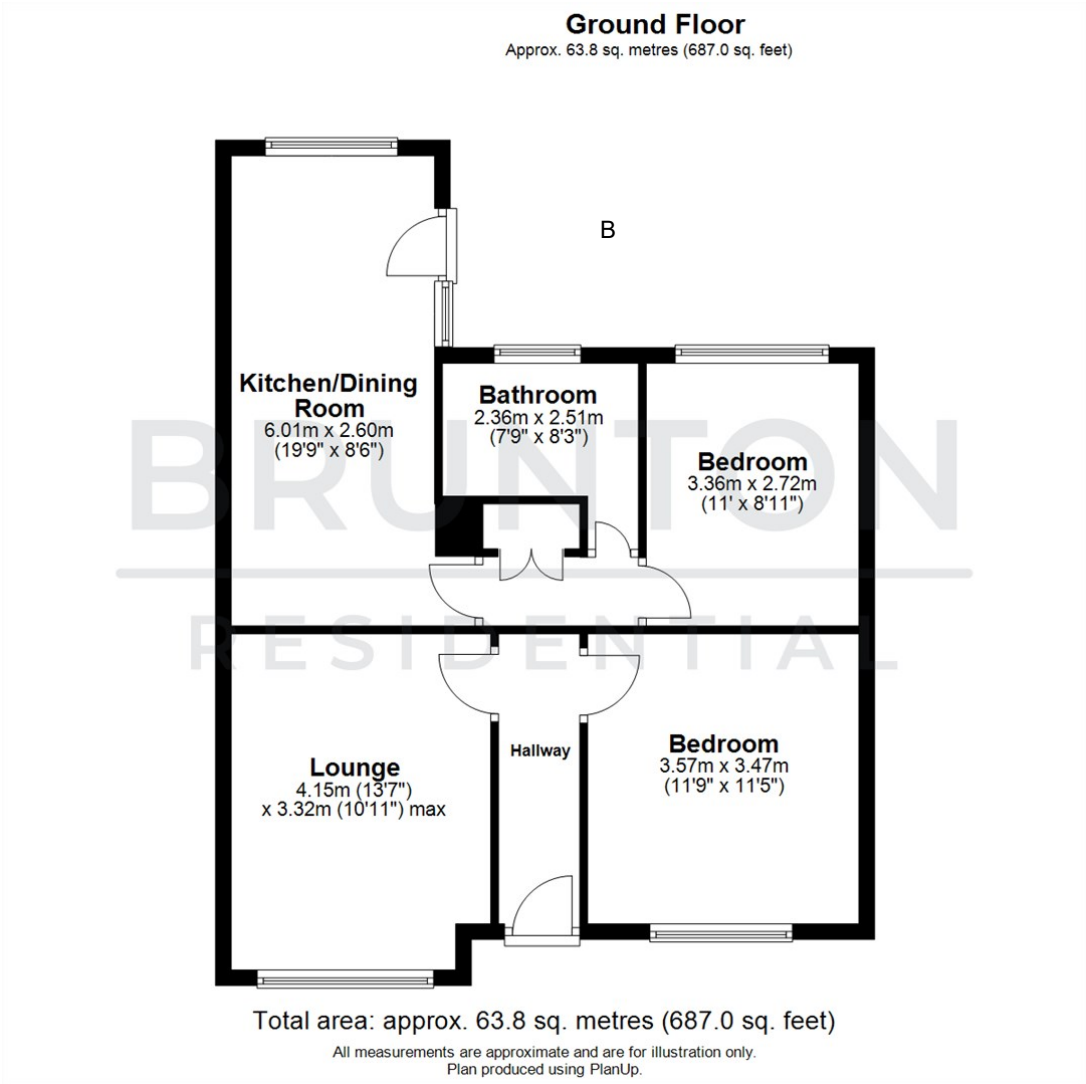 Ground Floor
Approx. 63.8 sq. metres (687.0 sq. feet)
B
Kitchen/Dining
Room
6.01m x 2.60m
(19'9" x 8'6")
Bathroom
2.36m x 2.51m
(7'9" x 8'3")
Bedroom
3.36m x 2.72m
(11' x 8'11")
BRUNTON
RESIDENTIAL
Lounge
4.15m (13'7")
x 3.32m (10'11") max
Hallway
Bedroom
3.57m x 3.47m
(11'9" x 11'5")
Total area: approx. 63.8 sq. metres (687.0 sq. feet)
All measurements are approximate and are for illustration only.
Plan produced using PlanUp.